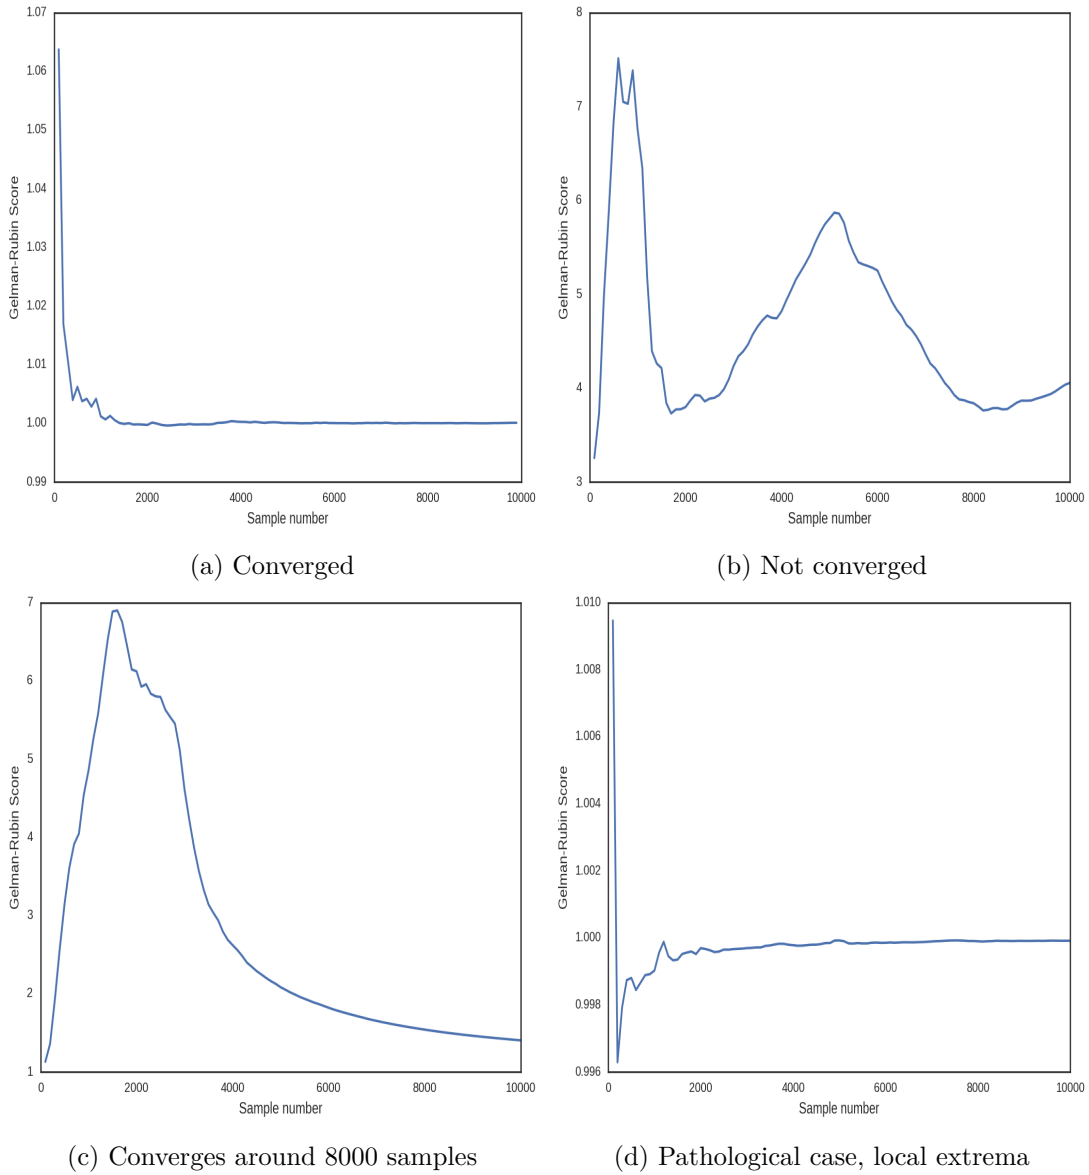 1.07
1.06
1.05
1.04
1.03
1.02
1.01
1.00
0.99
Gelman-Rubin Score
0 2000 4000 6000 8000 10000
Sample number
(a) Converged
8
7
6
5
4
3
Gelman-Rubin Score
0 2000 4000 6000 8000 10000
Sample number
(b) Not converged
7
6
5
4
3
2
1
Gelman-Rubin Score
0 2000 4000 6000 8000 10000
Sample number
(c) Converges around 8000 samples
1.010
1.008
1.006
1.004
1.002
1.000
0.998
0.996
Gelman-Rubin Score
0 2000 4000 6000 8000 10000
Sample number
(d) Pathological case, local extrema